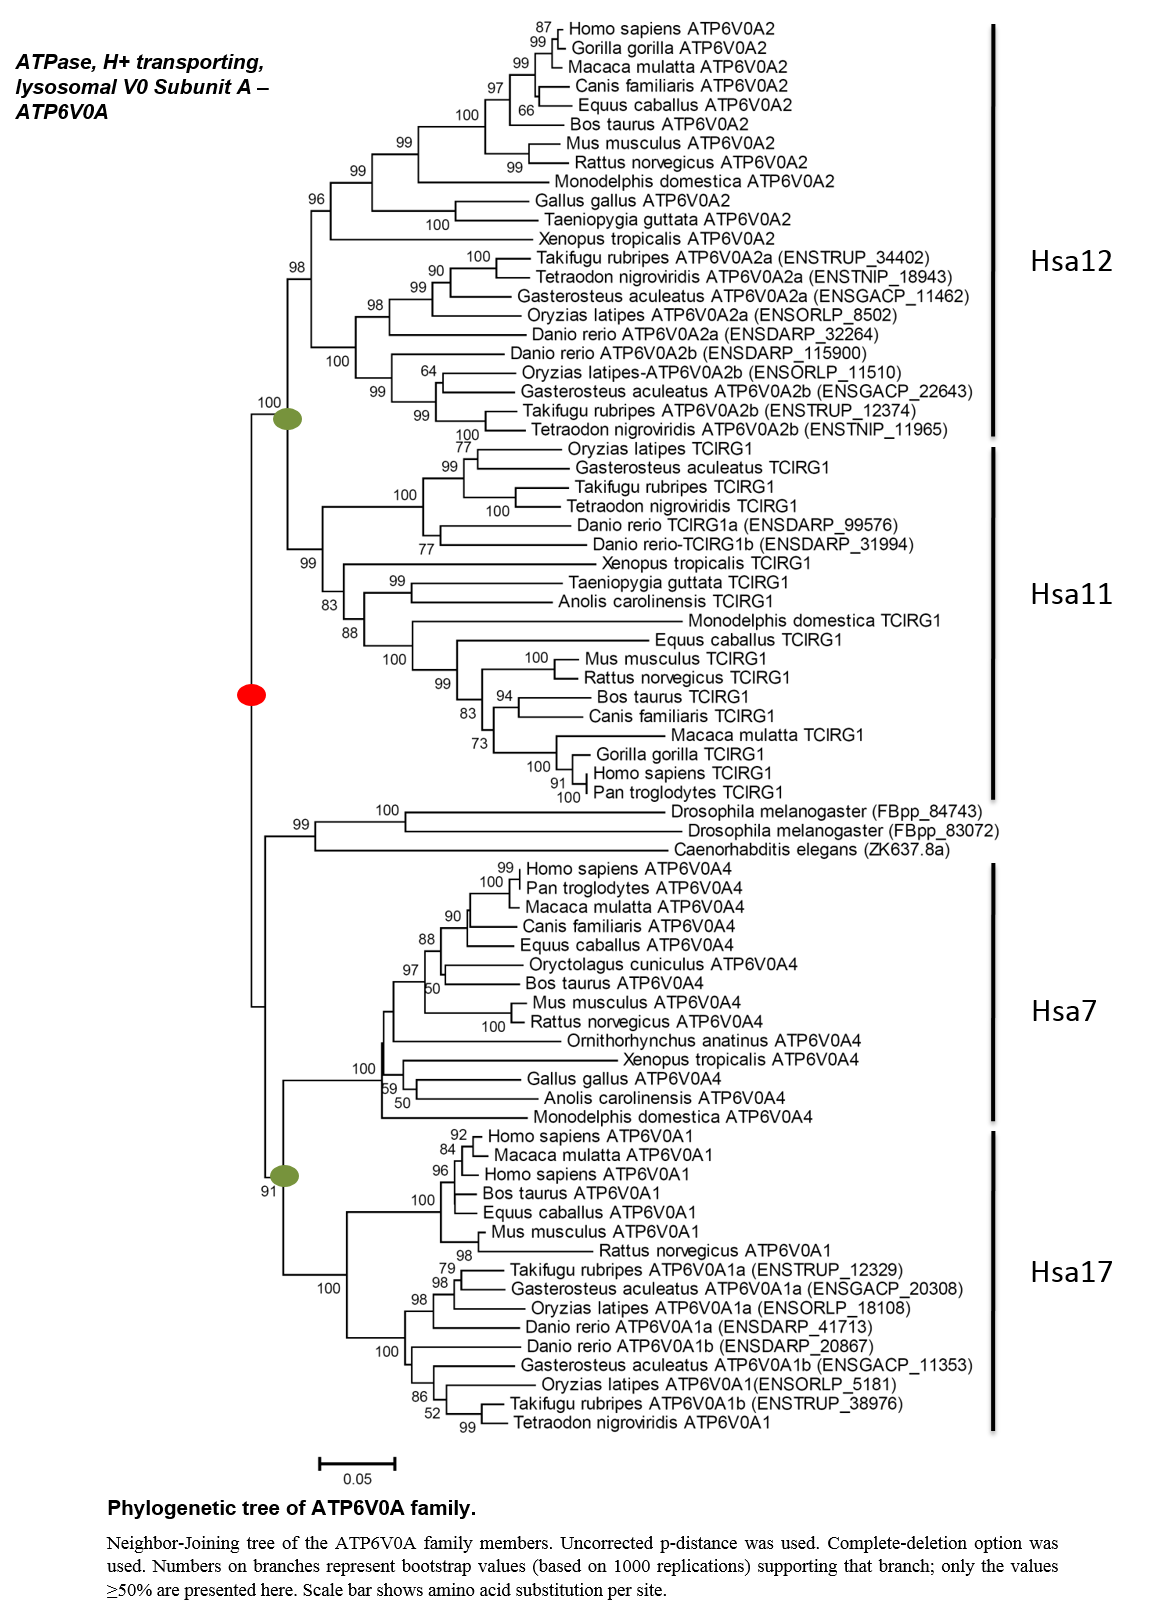 ATPase, H+ transporting,
lysosomal V0 Subunit A –
ATP6V0A
87
Homo sapiens ATP6V0A2
99
Gorilla gorilla ATP6V0A2
99
Macaca mulatta ATP6V0A2
97
Canis familiaris ATP6V0A2
66
Equus caballus ATP6V0A2
100
Bos taurus ATP6V0A2
99
Mus musculus ATP6V0A2
99
Rattus norvegicus ATP6V0A2
99
Monodelphis domestica ATP6V0A2
96
Gallus gallus ATP6V0A2
100
Taeniopygia guttata ATP6V0A2
Xenopus tropicalis ATP6V0A2
98
100
Takifugu rubripes ATP6V0A2a (ENSTRUP_34402)
Hsa12
90
Tetraodon nigroviridis ATP6V0A2a (ENSTNIP_18943)
99
Gasterosteus aculeatus ATP6V0A2a (ENSGACP_11462)
98
Oryzias latipes ATP6V0A2a (ENSORLP_8502)
Danio rerio ATP6V0A2a (ENSDARP_32264)
100
Danio rerio ATP6V0A2b (ENSDARP_115900)
64
Oryzias latipes-ATP6V0A2b (ENSORLP_11510)
99
Gasterosteus aculeatus ATP6V0A2b (ENSGACP_22643)
100
99
Takifugu rubripes ATP6V0A2b (ENSTRUP_12374)
100
Tetraodon nigroviridis ATP6V0A2b (ENSTNIP_11965)
77
Oryzias latipes TCIRG1
99
Gasterosteus aculeatus TCIRG1
100
Takifugu rubripes TCIRG1
100
Tetraodon nigroviridis TCIRG1
Danio rerio TCIRG1a (ENSDARP_99576)
77
Danio rerio-TCIRG1b (ENSDARP_31994)
99
Xenopus tropicalis TCIRG1
99
Taeniopygia guttata TCIRG1
Hsa11
83
Anolis carolinensis TCIRG1
88
Monodelphis domestica TCIRG1
Equus caballus TCIRG1
100
100
Mus musculus TCIRG1
99
Rattus norvegicus TCIRG1
94
Bos taurus TCIRG1
83
Canis familiaris TCIRG1
73
Macaca mulatta TCIRG1
100
Gorilla gorilla TCIRG1
91
Homo sapiens TCIRG1
100
Pan troglodytes TCIRG1
100
Drosophila melanogaster (FBpp_84743)
99
Drosophila melanogaster (FBpp_83072)
Caenorhabditis elegans (ZK637.8a)
99
Homo sapiens ATP6V0A4
100
Pan troglodytes ATP6V0A4
Macaca mulatta ATP6V0A4
90
Canis familiaris ATP6V0A4
88
Equus caballus ATP6V0A4
97
Oryctolagus cuniculus ATP6V0A4
50
Bos taurus ATP6V0A4
Mus musculus ATP6V0A4
Hsa7
100
Rattus norvegicus ATP6V0A4
Ornithorhynchus anatinus ATP6V0A4
100
Xenopus tropicalis ATP6V0A4
59
Gallus gallus ATP6V0A4
50
Anolis carolinensis ATP6V0A4
Monodelphis domestica ATP6V0A4
92
Homo sapiens ATP6V0A1
84
Macaca mulatta ATP6V0A1
96
Homo sapiens ATP6V0A1
91
100
Bos taurus ATP6V0A1
Equus caballus ATP6V0A1
Mus musculus ATP6V0A1
98
Rattus norvegicus ATP6V0A1
79
Takifugu rubripes ATP6V0A1a (ENSTRUP_12329)
Hsa17
100
98
Gasterosteus aculeatus ATP6V0A1a (ENSGACP_20308)
98
Oryzias latipes ATP6V0A1a (ENSORLP_18108)
Danio rerio ATP6V0A1a (ENSDARP_41713)
100
Danio rerio ATP6V0A1b (ENSDARP_20867)
Gasterosteus aculeatus ATP6V0A1b (ENSGACP_11353)
86
Oryzias latipes ATP6V0A1(ENSORLP_5181)
52
Takifugu rubripes ATP6V0A1b (ENSTRUP_38976)
99
Tetraodon nigroviridis ATP6V0A1
0.05
Phylogenetic tree of ATP6V0A family.
Neighbor-Joining tree of the ATP6V0A family members. Uncorrected p-distance was used. Complete-deletion option was
used. Numbers on branches represent bootstrap values (based on 1000 replications) supporting that branch; only the values
≥50% are presented here. Scale bar shows amino acid substitution per site.